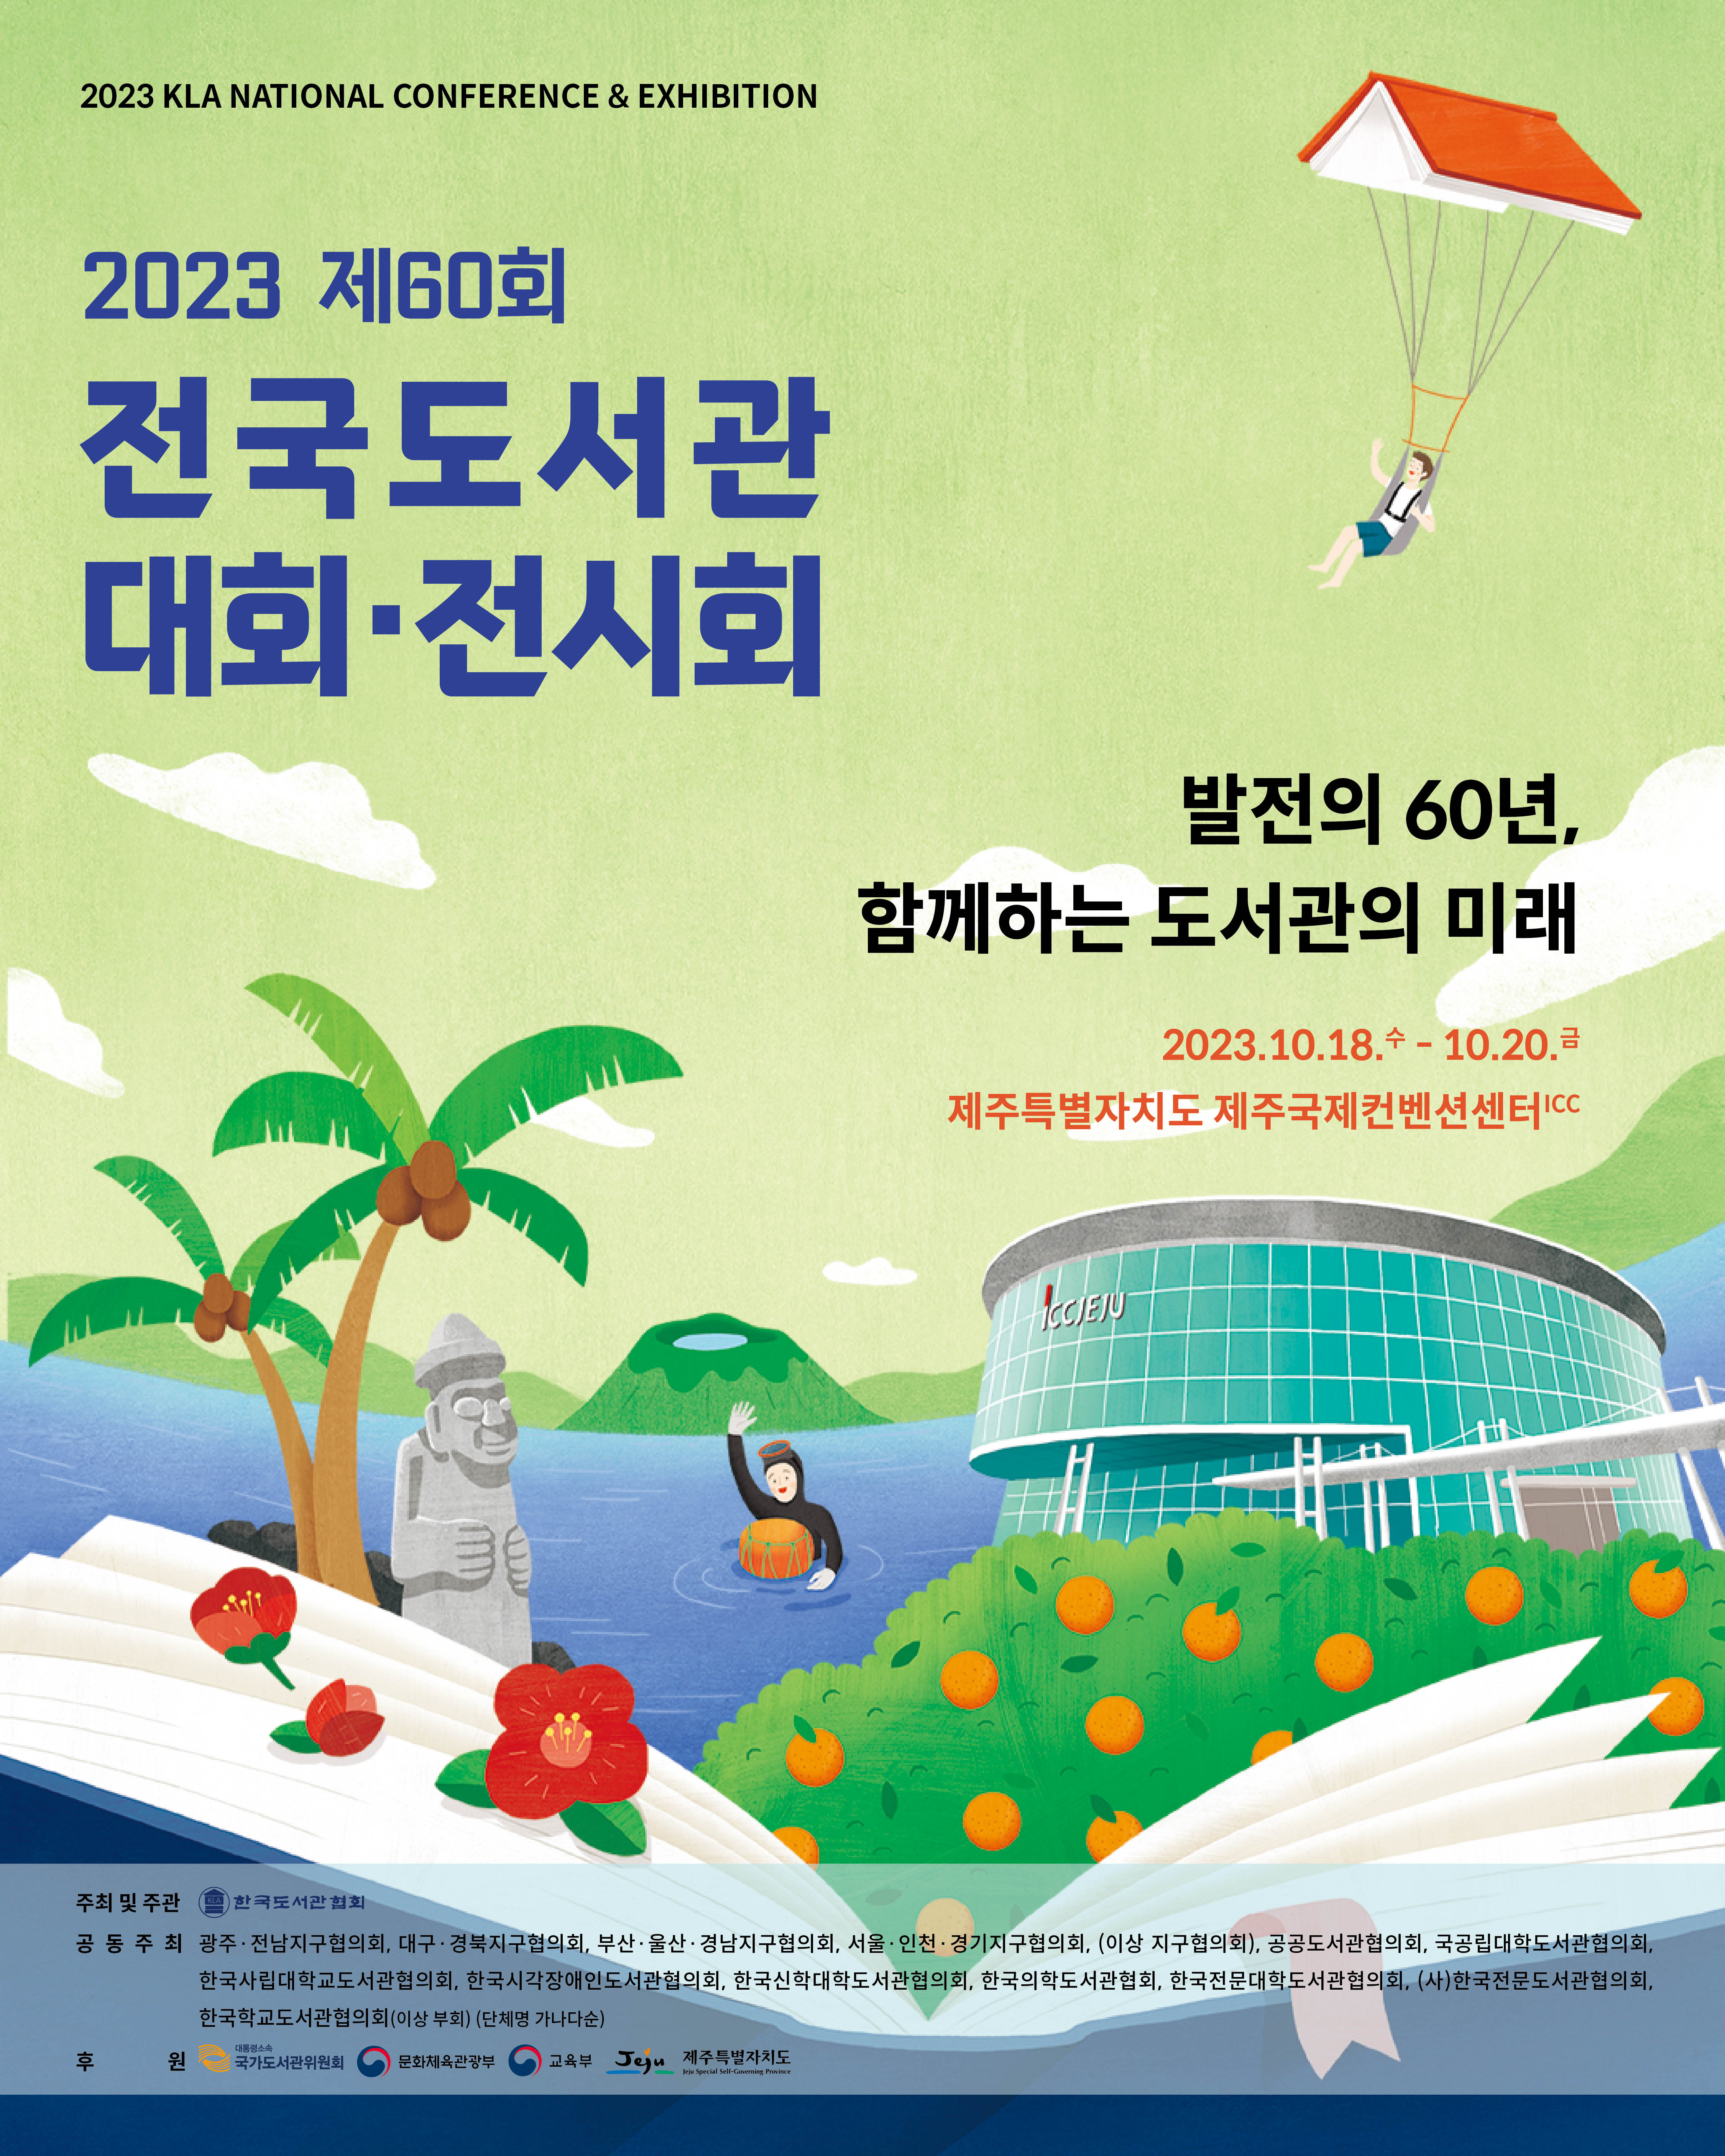 2023 KLA NATIONAL CONFERENCE & EXHIBITION
2023 제60회
전국도서관
대회·전시회
발전의 60년,
함께하는 도서관의 미래
2023.10.18.수 - 10.20.금
제주특별자치도 제주국제컨벤션센터ICC
ICCJEJU
주최 및 주관 KLA 한국도서관협회
공동주최 광주·전남지구협의회, 대구·경북지구협의회, 부산·울산·경남지구협의회, 서울·인천·경기지구협의회, (이상 지구협의회), 공공도서관협의회, 국공립대학도서관협의회,
한국사립대학교도서관협의회, 한국시각장애인도서관협의회, 한국신학대학도서관협의회, 한국의학도서관협회, 한국전문대학도서관협의회, (사)한국전문도서관협의회,
한국학교도서관협의회(이상 부회) (단체명 가나다순)
후원 대통령소속 국가도서관위원회 문화체육관광부 교육부 Jeju 제주특별자치도
Jeju Special Self-Governing Province